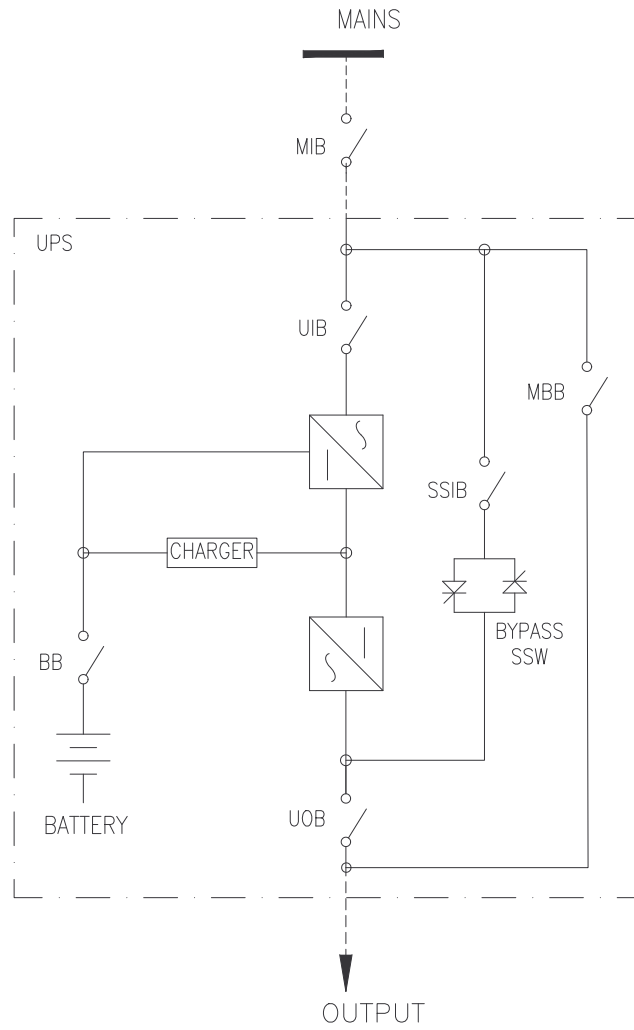 MAINS
MIB
UPS
UIB
MBB
SSIB
CHARGER
BYPASS
SSW
BB
UOB
BATTERY
OUTPUT